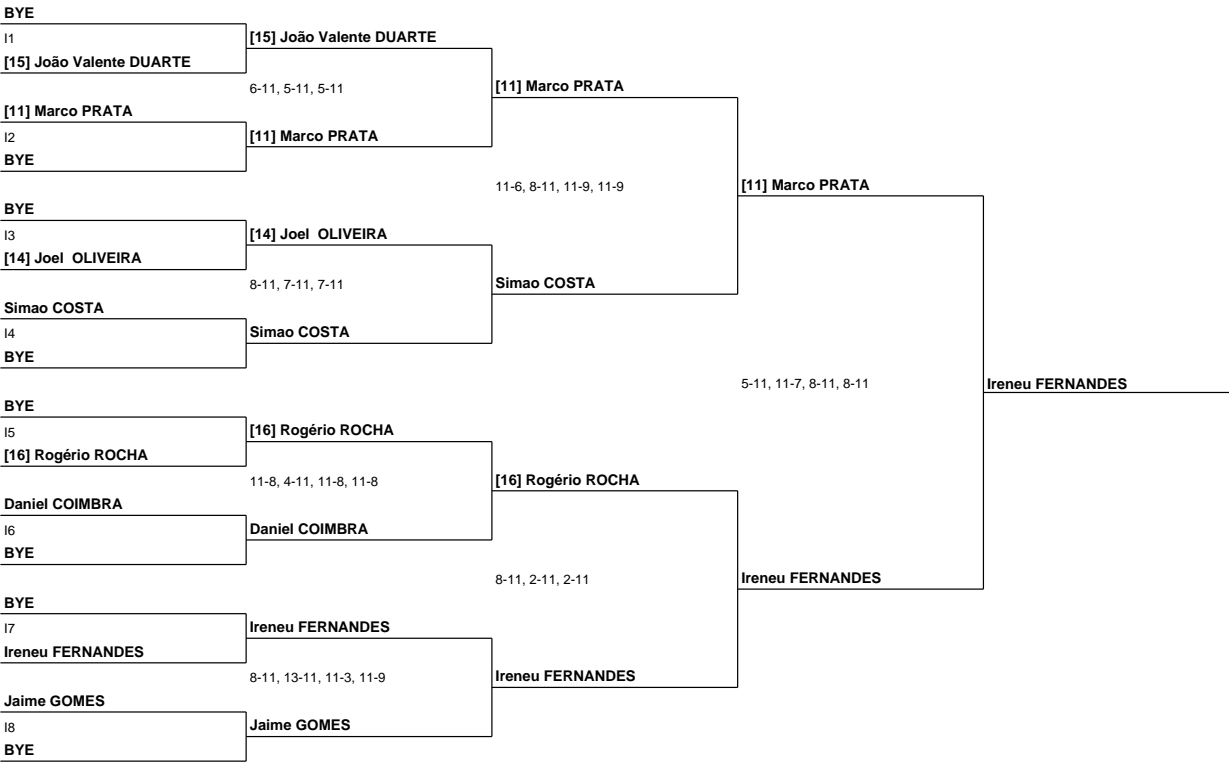 BYE
I1
[15] João Valente DUARTE
[11] Marco PRATA
I2
BYE
BYE
I3
[14] Joel  OLIVEIRA
Simao COSTA
I4
BYE
BYE
I5
[16] Rogério ROCHA
Daniel COIMBRA
I6
BYE
BYE
I7
Ireneu FERNANDES
Jaime GOMES
I8
BYE
[15] João Valente DUARTE
6-11, 5-11, 5-11
[11] Marco PRATA
[14] Joel  OLIVEIRA
8-11, 7-11, 7-11
Simao COSTA
[16] Rogério ROCHA
11-8, 4-11, 11-8, 11-8
Daniel COIMBRA
Ireneu FERNANDES
8-11, 13-11, 11-3, 11-9
Jaime GOMES
[11] Marco PRATA
11-6, 8-11, 11-9, 11-9
Simao COSTA
[16] Rogério ROCHA
8-11, 2-11, 2-11
Ireneu FERNANDES
[11] Marco PRATA
5-11, 11-7, 8-11, 8-11
Ireneu FERNANDES
Ireneu FERNANDES